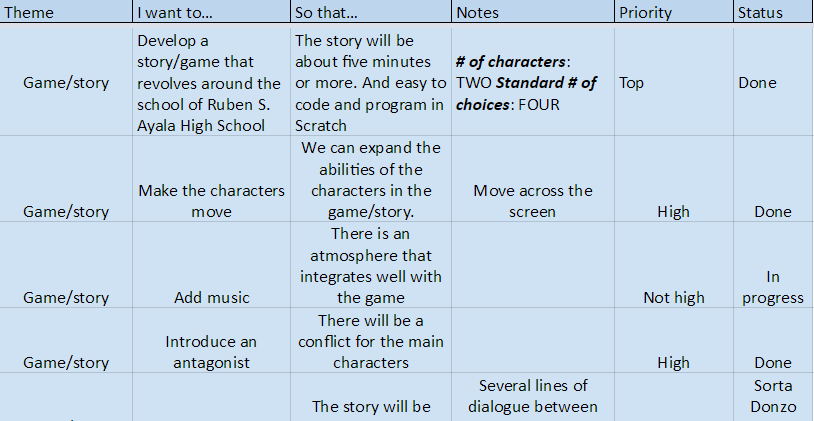 Theme I want to… So that… Notes Priority Status
Game/story
Develop a
story/game that
revolves around the
school of Ruben S.
Ayala High School
The story will be
about five minutes
or more. And easy to
code and program in
Scratch
# of characters:
TWO Standard # of
choices: FOUR
Top
Done
Game/story
Make the characters
move
We can expand the
abilities of the
characters in the
game/story.
Move across the
screen
High
Done
Game/story
Add music
There is an
atmosphere that
integrates well with
the game
Not high
In
progress
Game/story
Introduce an
antagonist
There will be a
conflict for the main
characters
High
Done
The story will be
Several lines of
dialogue between
Sorta
Donzo